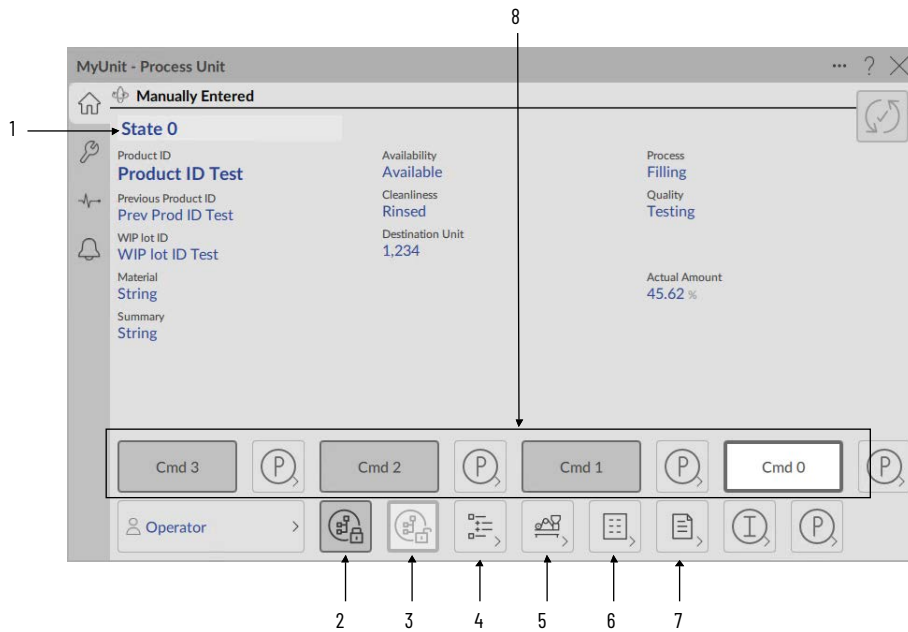 8
MyUnit - Process Unit ... ?
Manually Entered
1
State 0
Product ID Availability Process
Product ID Test Available Filling
Previous Product ID Cleanliness Quality
Prev Prod ID Test Rinsed Testing
WIP lot ID Destination Unit
WIP lot ID Test 1,234
Material Actual Amount
String 45.62 %
Summary
String
Cmd 3 P Cmd 2 P Cmd 1 P Cmd 0 P
Operator > I P
2 3 4 5 6 7